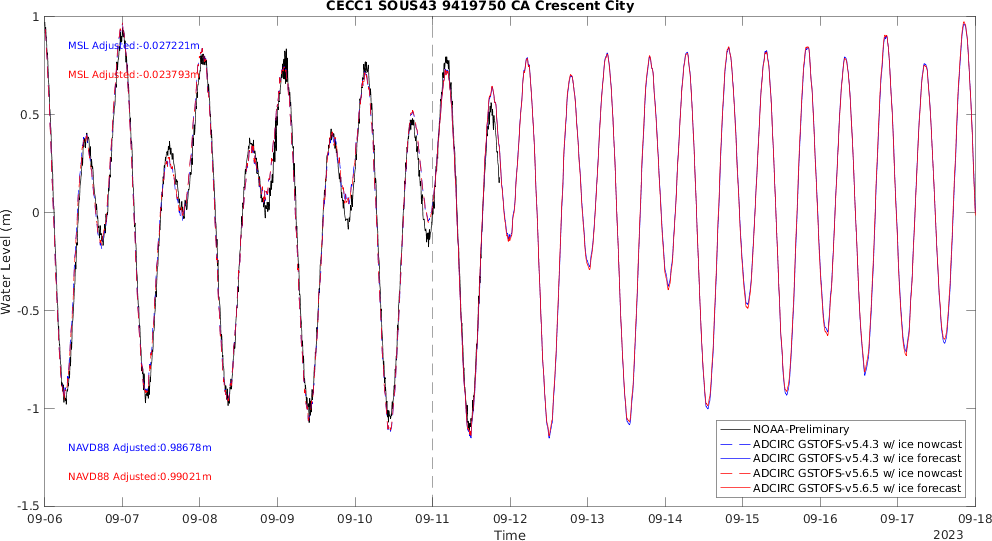 CECC1 SOUS43 9419750 CA Crescent City
MSL Adjusted:-0.027221m
MSL Adjusted:-0.023793m
NAVD88 Adjusted:0.98678m
NAVD88 Adjusted:0.99021m
Water Level (m)
1
0.5
0
-0.5
-1
-1.5
NOAA-Preliminary
ADCIRC GSTOFS-v5.4.3 w/ ice nowcast
ADCIRC GSTOFS-v5.4.3 w/ ice forecast
ADCIRC GSTOFS-v5.6.5 w/ ice nowcast
ADCIRC GSTOFS-v5.6.5 w/ ice forecast
09-06 09-07 09-08 09-09 09-10 09-11 09-12 09-13 09-14 09-15 09-16 09-17 09-18
Time
2023